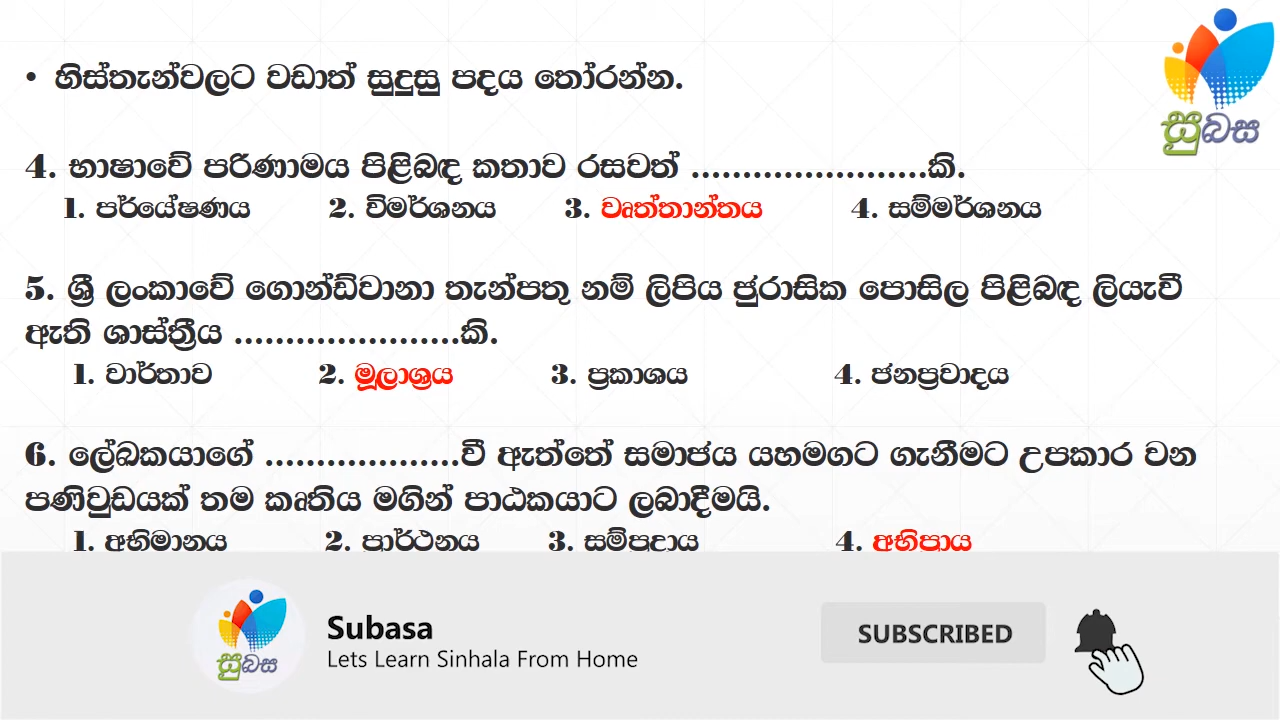 සුබස
• හිස්තැන්වලට වඩාත් සුදුසු පදය තෝරන්න.
4. භාෂාවේ පරිණාමය පිළිබඳ කතාව රසවත් .......................කි.
1. පර්යේෂණය 2. විමර්ශනය 3. වෘත්තාන්තය 4. සම්මර්ශනය
5. ශ්‍රී ලංකාවේ ගොන්ඩ්වානා තැන්පතු නම් ලිපිය ජුරාසික පොසිල පිළිබඳ ලියැවී
ඇති ශාස්ත්‍රීය ......................කි.
1. වාර්තාව 2. මූලාශ්‍රය 3. ප්‍රකාශය 4. ජනප්‍රවාදය
6. ලේඛකයාගේ ...................වී ඇත්තේ සමාජය යහමගට ගැනීමට උපකාර වන
පණිවුඩයක් තම කෘතිය මගින් පාඨකයාට ලබාදීමයි.
1. අභිමානය 2. ප්‍රාර්ථනය 3. සම්ප්‍රදාය 4. අභිප්‍රාය
සුබස
Subasa
Lets Learn Sinhala From Home
SUBSCRIBED